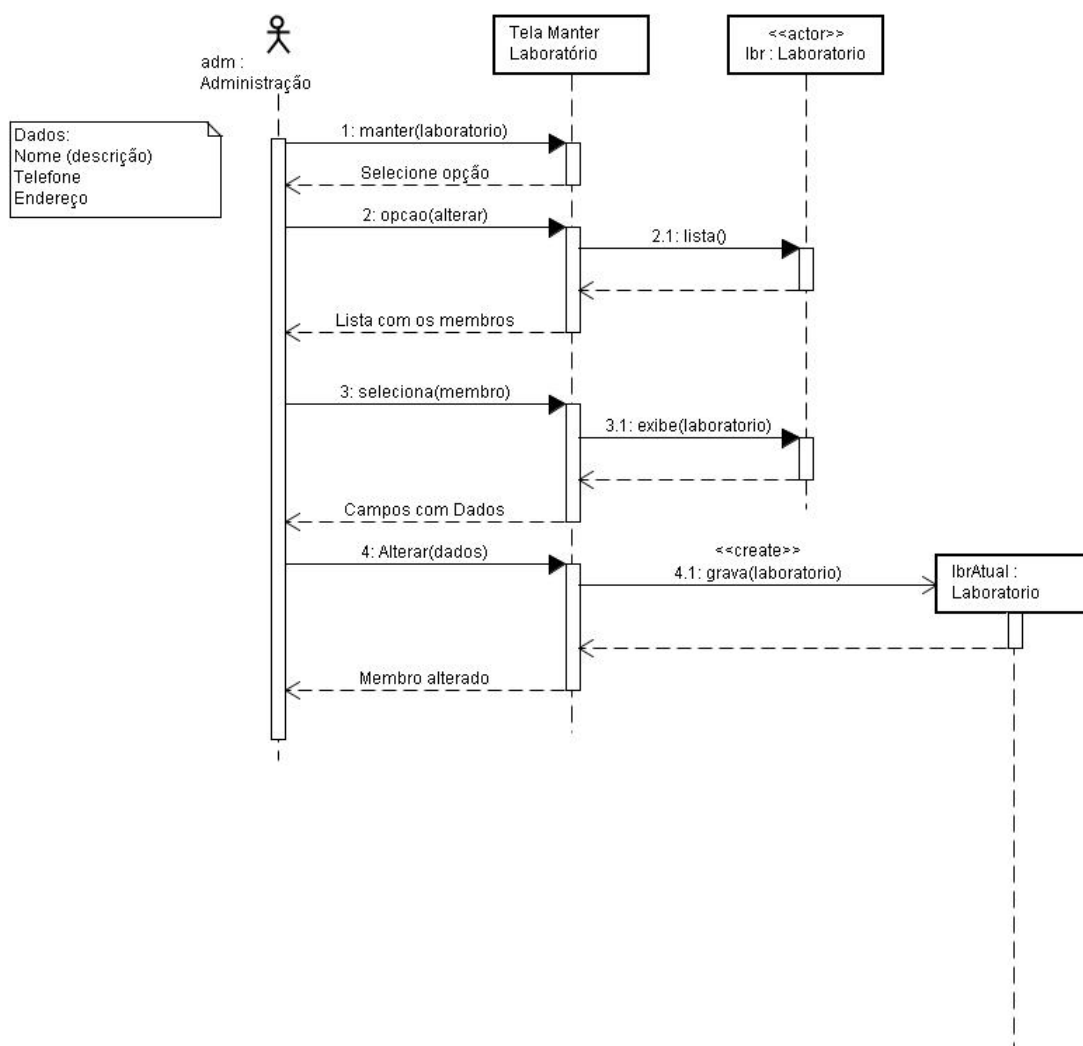 adm :
Administração
Tela Manter
Laboratório
<<actor>>
lbr : Laboratorio
Dados:
Nome (descrição)
Telefone
Endereço
1: manter(laboratorio)
Selecione opção
2: opcao(alterar)
2.1: lista()
Lista com os membros
3: seleciona(membro)
3.1: exibe(laboratorio)
Campos com Dados
4: Alterar(dados)
<<create>>
4.1: grava(laboratorio)
lbrAtual :
Laboratorio
Membro alterado